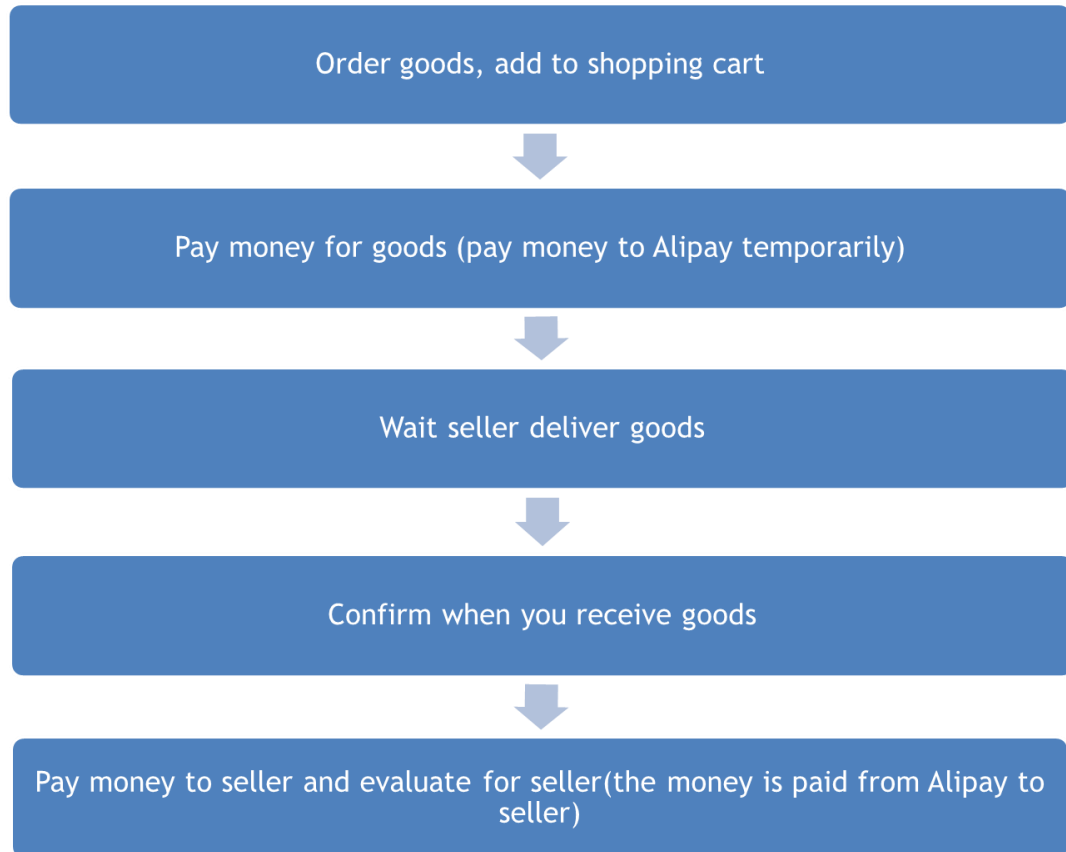 Order goods, add to shopping cart
Pay money for goods (pay money to Alipay temporarily)
Wait seller deliver goods
Confirm when you receive goods
Pay money to seller and evaluate for seller(the money is paid from Alipay to
seller)